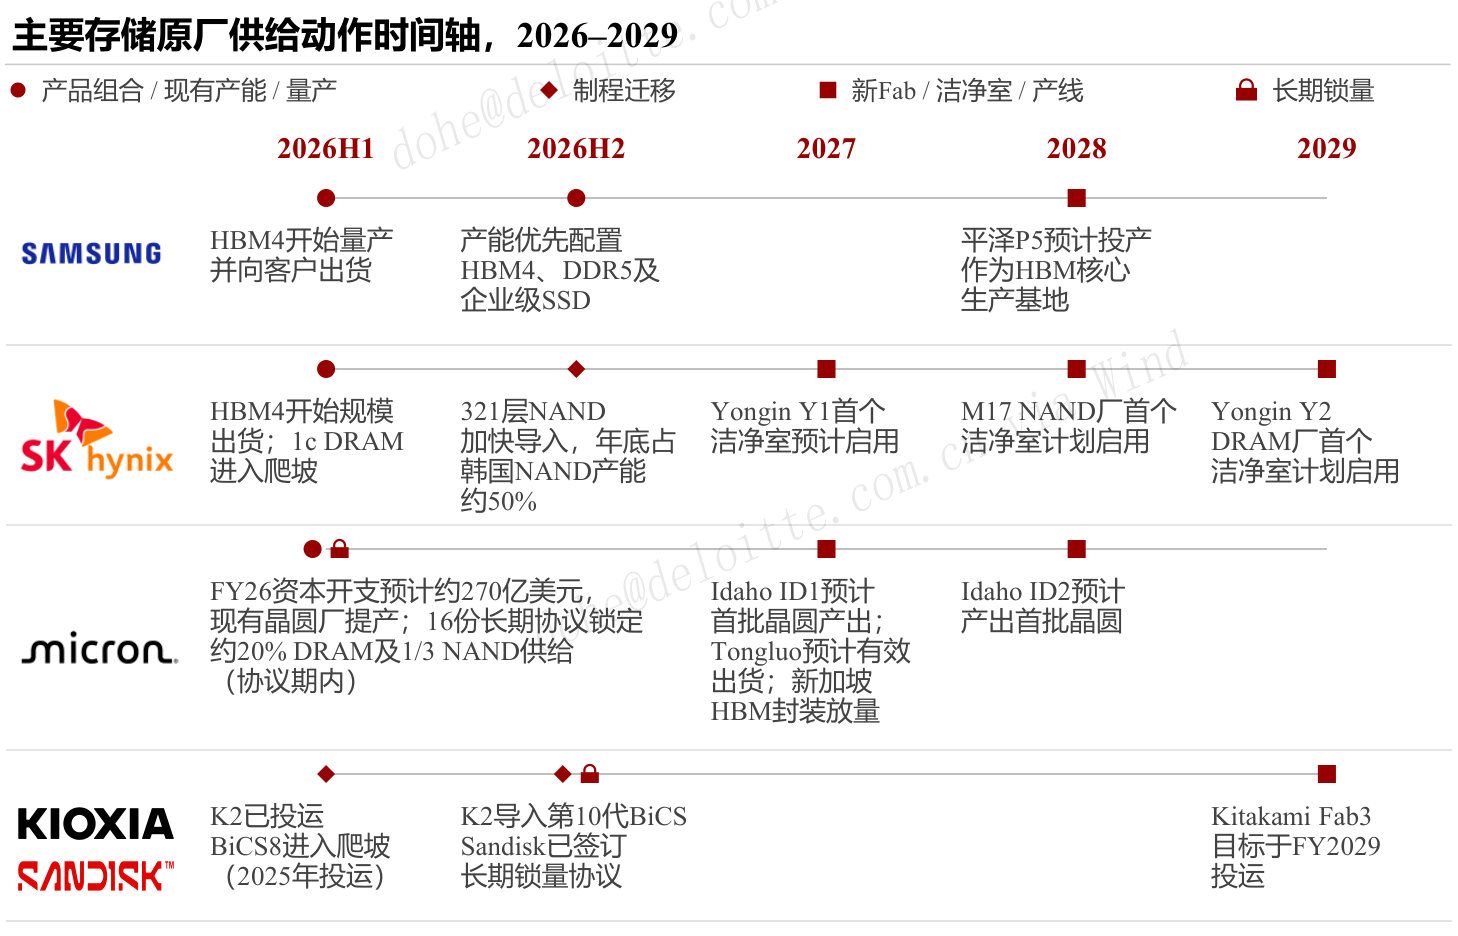 主要存储原厂供给动作时间轴，2026–2029
产品组合 / 现有产能 / 量产
制程迁移
新Fab / 洁净室 / 产线
长期锁量
2026H1
2026H2
2027
2028
2029
SAMSUNG
HBM4开始量产
并向客户出货
产能优先配置
HBM4、DDR5及
企业级SSD
平泽P5预计投产
作为HBM核心
生产基地
SK hynix
HBM4开始规模
出货；1c DRAM
进入爬坡
321层NAND
加快导入，年底占
韩国NAND产能
约50%
Yongin Y1首个
洁净室预计启用
M17 NAND厂首个
洁净室计划启用
Yongin Y2
DRAM厂首个
洁净室计划启用
micron
FY26资本开支预计约270亿美元，
现有晶圆厂提产；16份长期协议锁定
约20% DRAM及1/3 NAND供给
（协议期内）
Idaho ID1预计
首批晶圆产出；
Tongluo预计有效
出货；新加坡
HBM封装放量
Idaho ID2预计
产出首批晶圆
KIOXIA
SANDISK™
K2已投运
BiCS8进入爬坡
（2025年投运）
K2导入第10代BiCS
Sandisk已签订
长期锁量协议
Kitakami Fab3
目标于FY2029
投运
dohe@deloitte.com
dohe@deloitte.com.cn via Wind